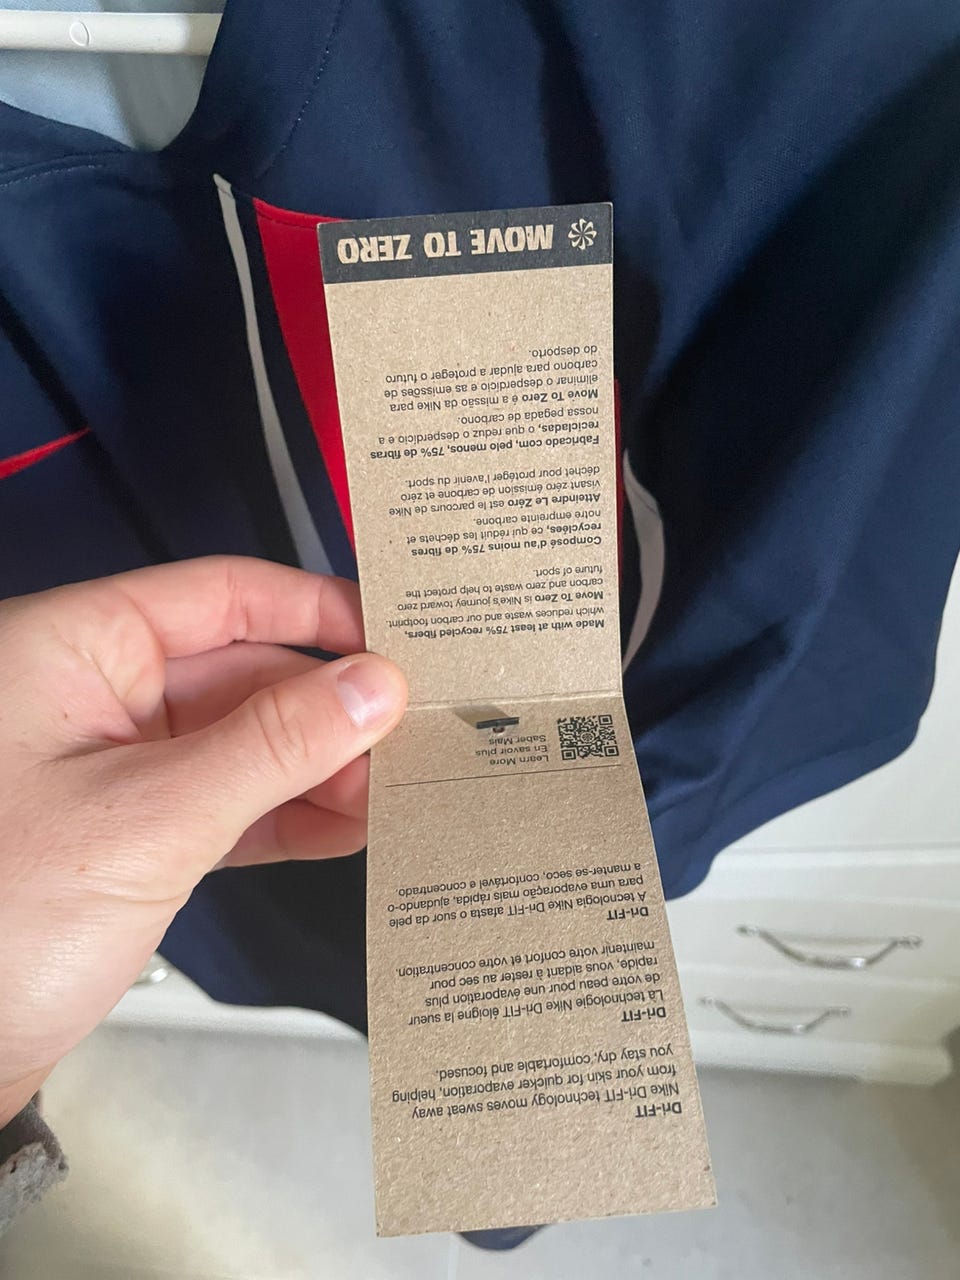 Dri-FIT
Nike Dri-FIT technology moves sweat away
from your skin for quicker evaporation, helping
you stay dry, comfortable and focused.
Dri-FIT
La technologie Nike Dri-FIT éloigne la sueur
de votre peau pour une évaporation plus
rapide, vous aidant à rester au sec pour
maintenir votre confort et votre concentration.
Dri-FIT
A tecnologia Nike Dri-FIT afasta o suor da pele
para uma evaporação mais rápida, ajudando-o
a manter-se seco, confortável e concentrado.
Learn More
En savoir plus
Saber Mais
Made with at least 75% recycled fibers,
which reduces waste and our carbon footprint.
Move To Zero is Nike's journey toward zero
carbon and zero waste to help protect the
future of sport.
Composé d'au moins 75% de fibres
recyclées, ce qui réduit les déchets et
notre empreinte carbone.
Atteindre Le Zéro est le parcours de Nike
visant zéro émission de carbone et zéro
déchet pour protéger l'avenir du sport.
Fabricado com, pelo menos, 75% de fibras
recicladas, o que reduz o desperdício e a
nossa pegada de carbono.
Move To Zero é a missão da Nike para
eliminar o desperdício e as emissões de
carbono para ajudar a proteger o futuro
do desporto.
MOVE TO ZERO